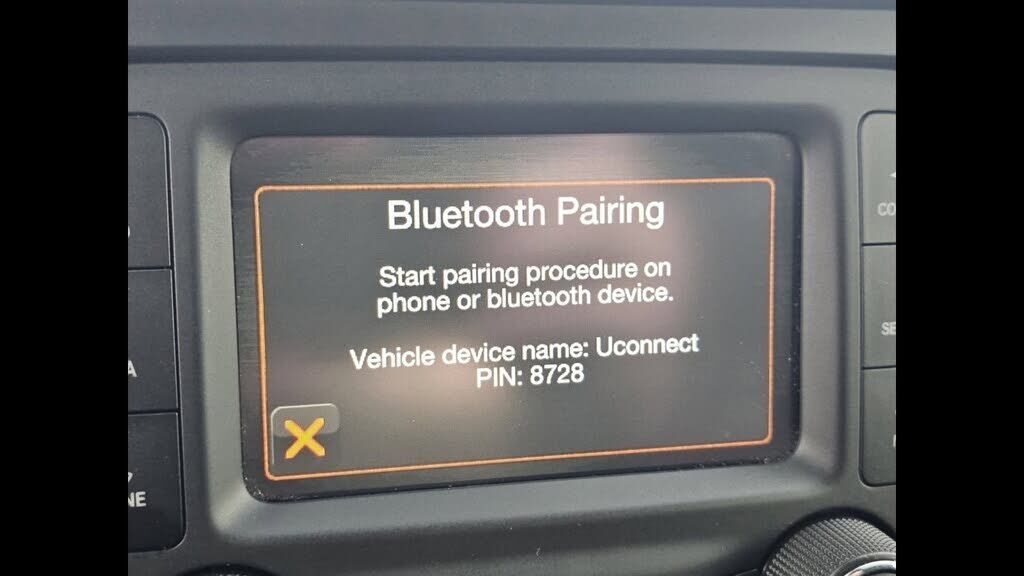 Bluetooth Pairing
Start pairing procedure on
phone or bluetooth device.
Vehicle device name: Uconnect
PIN: 8728